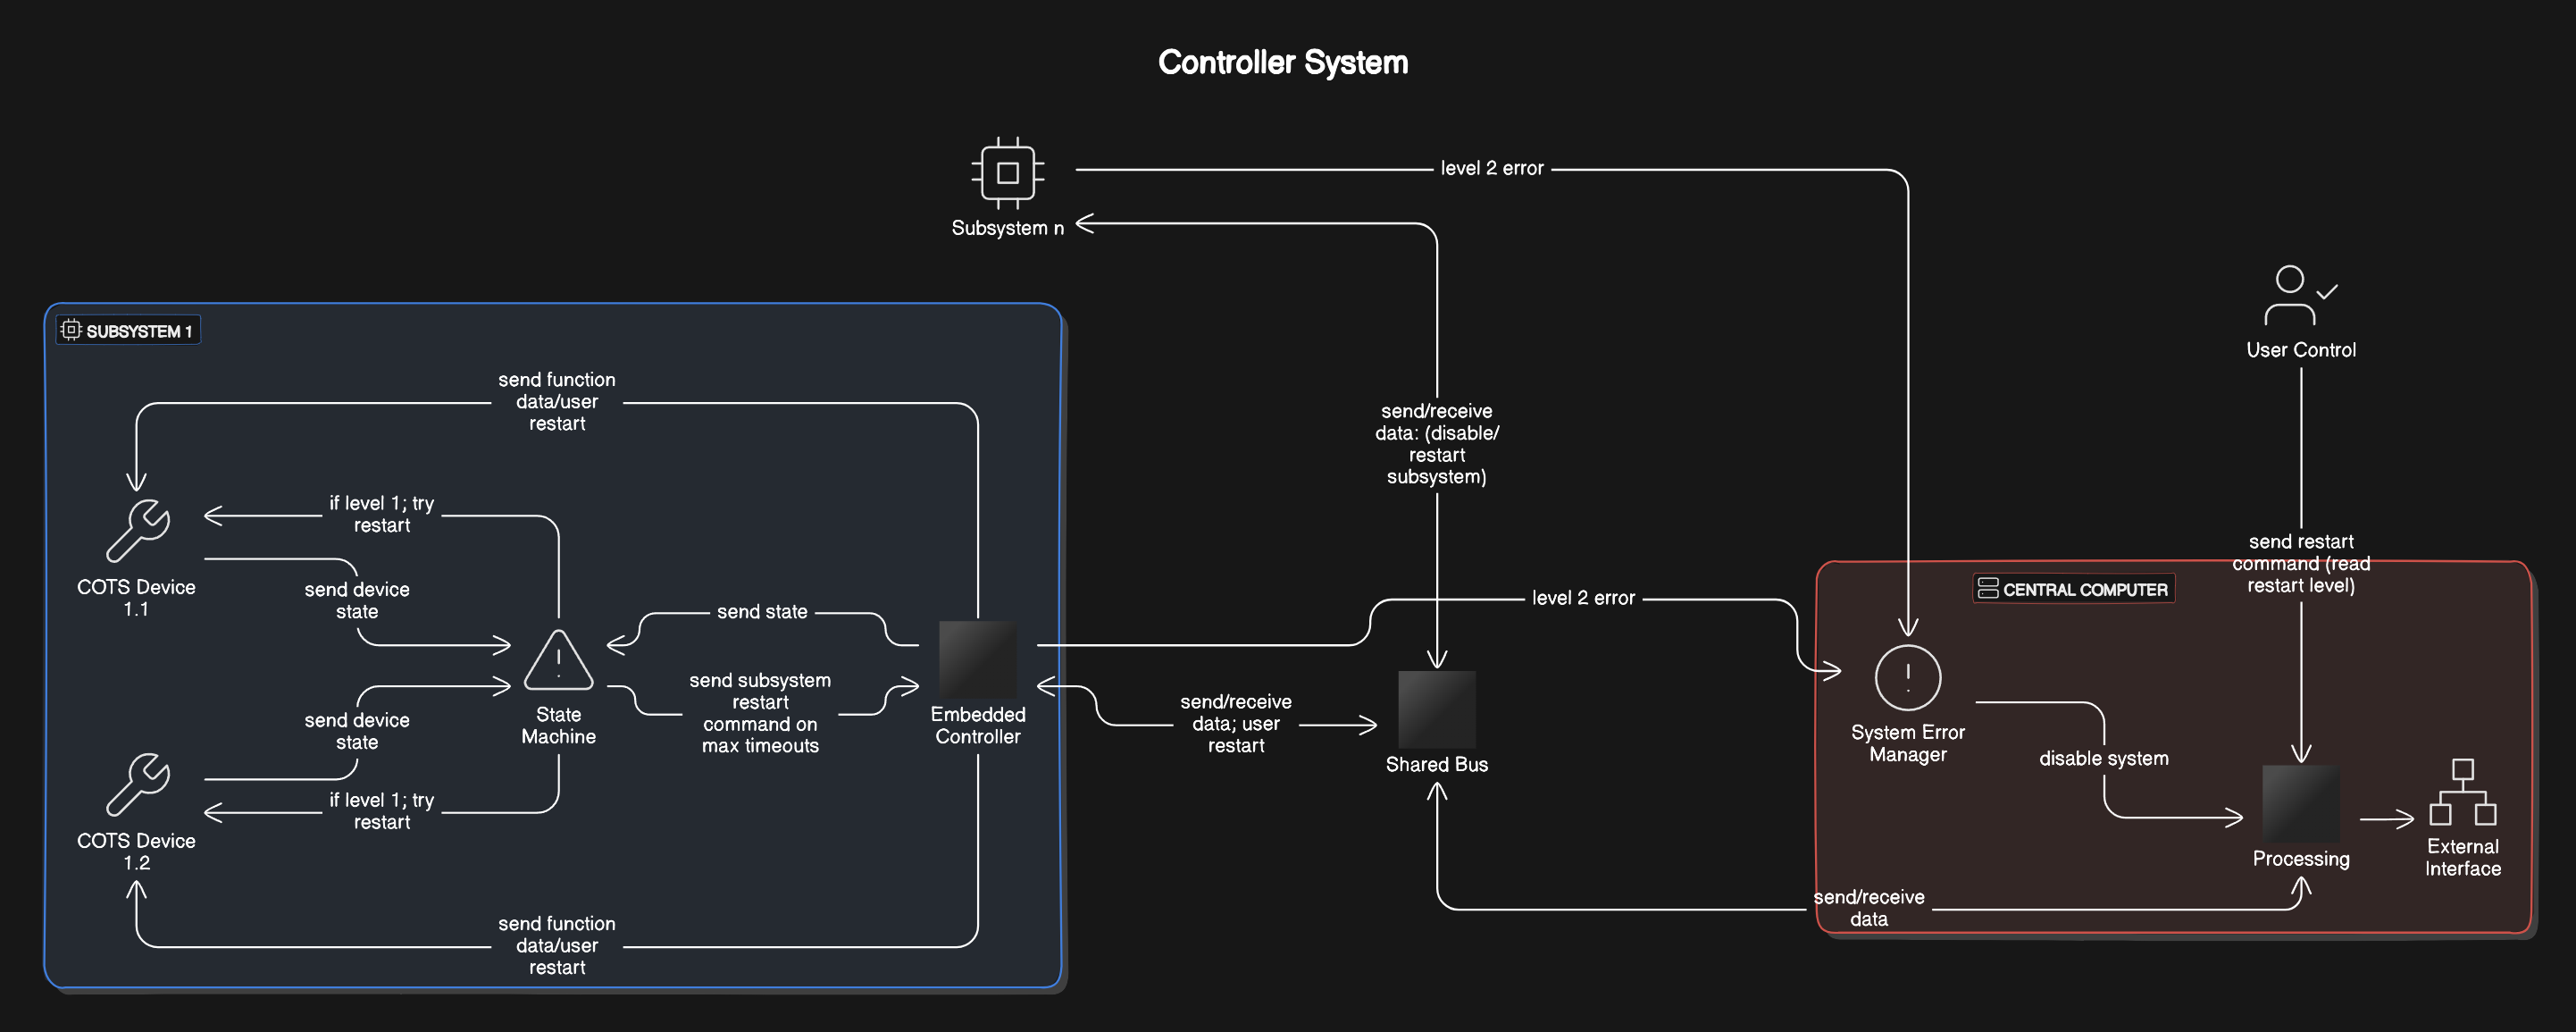 Controller System
level 2 error
Subsystem n
User Control
SUBSYSTEM 1
send function
data/user
restart
send/receive
data: (disable/
restart
subsystem)
if level 1; try
restart
COTS Device
1.1
send device
state
send state
level 2 error
send restart
command (read
restart level)
CENTRAL COMPUTER
send device
state
State
Machine
send subsystem
restart
command on
max timeouts
Embedded
Controller
send/receive
data; user
restart
Shared Bus
System Error
Manager
disable system
if level 1; try
restart
COTS Device
1.2
Processing
External
Interface
send function
data/user
restart
send/receive
data